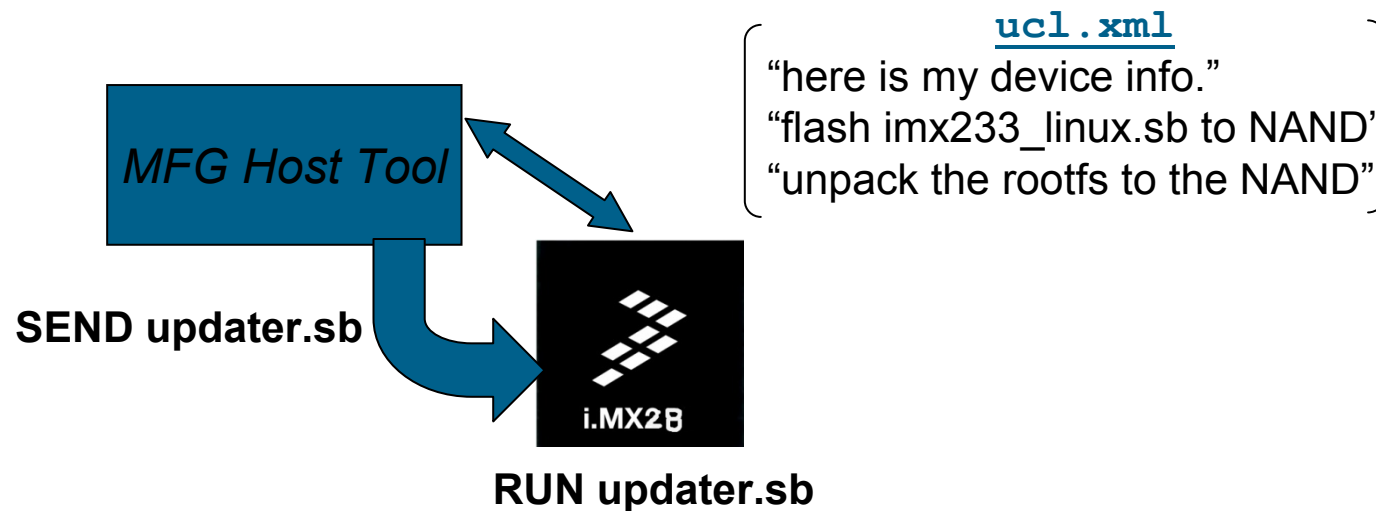 ucl.xml
“here is my device info.”
“flash imx233_linux.sb to NAND’
“unpack the rootfs to the NAND”
MFG Host Tool
SEND updater.sb
i.MX28
RUN updater.sb